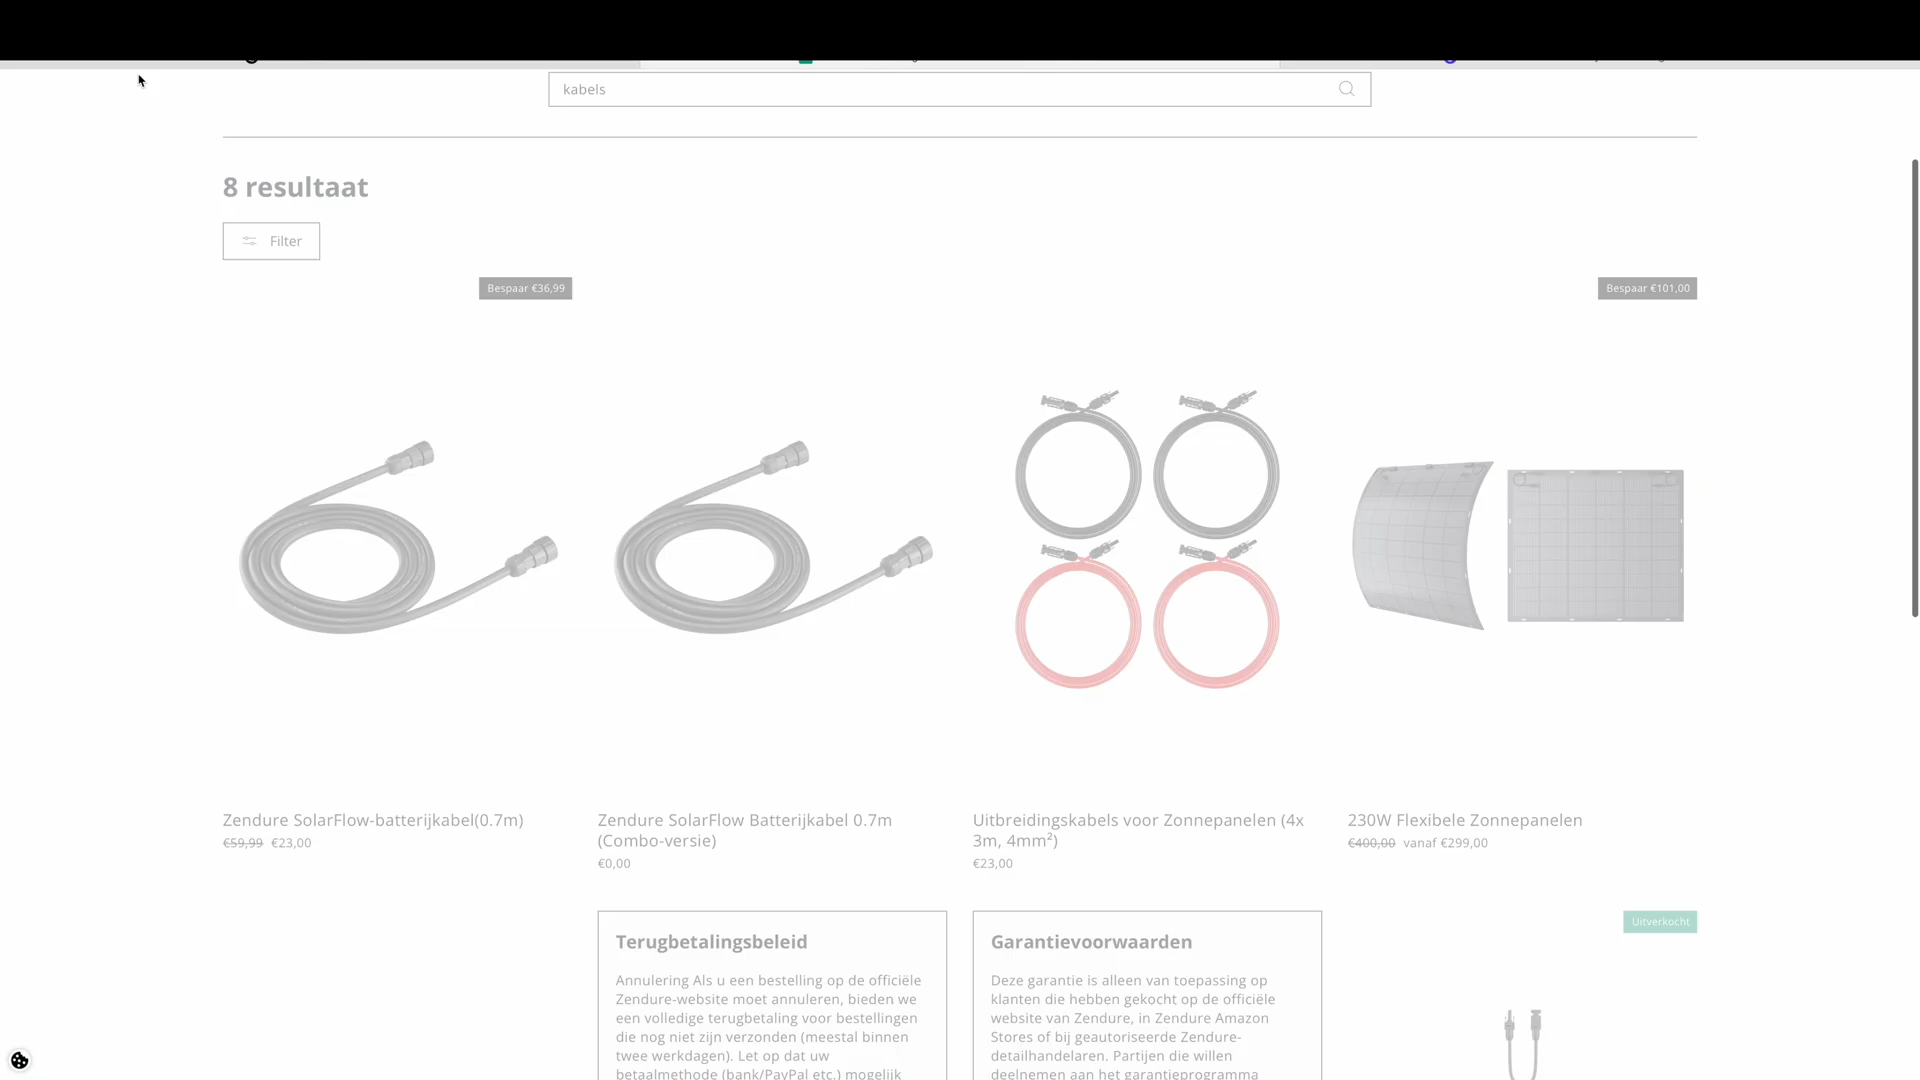 kabels
8 resultaat
Filter
Bespaar €36,99
Bespaar €101,00
Zendure SolarFlow-batterijkabel(0.7m)
€59,99 €23,00
Zendure SolarFlow Batterijkabel 0.7m
(Combo-versie)
€0,00
Uitbreidingskabels voor Zonnepanelen (4x
3m, 4mm²)
€23,00
230W Flexibele Zonnepanelen
€400,00 vanaf €299,00
Terugbetalingsbeleid
Annulering Als u een bestelling op de officiële
Zendure-website moet annuleren, bieden we
een volledige terugbetaling voor bestellingen
die nog niet zijn verzonden (meestal binnen
twee werkdagen). Let op dat uw
betaalmethode (bank/PayPal etc.) mogelijk
Garantievoorwaarden
Deze garantie is alleen van toepassing op
klanten die hebben gekocht op de officiële
website van Zendure, in Zendure Amazon
Stores of bij geautoriseerde Zendure-
detailhandelaren. Partijen die willen
deelnemen aan het garantieprogramma
Uitverkocht